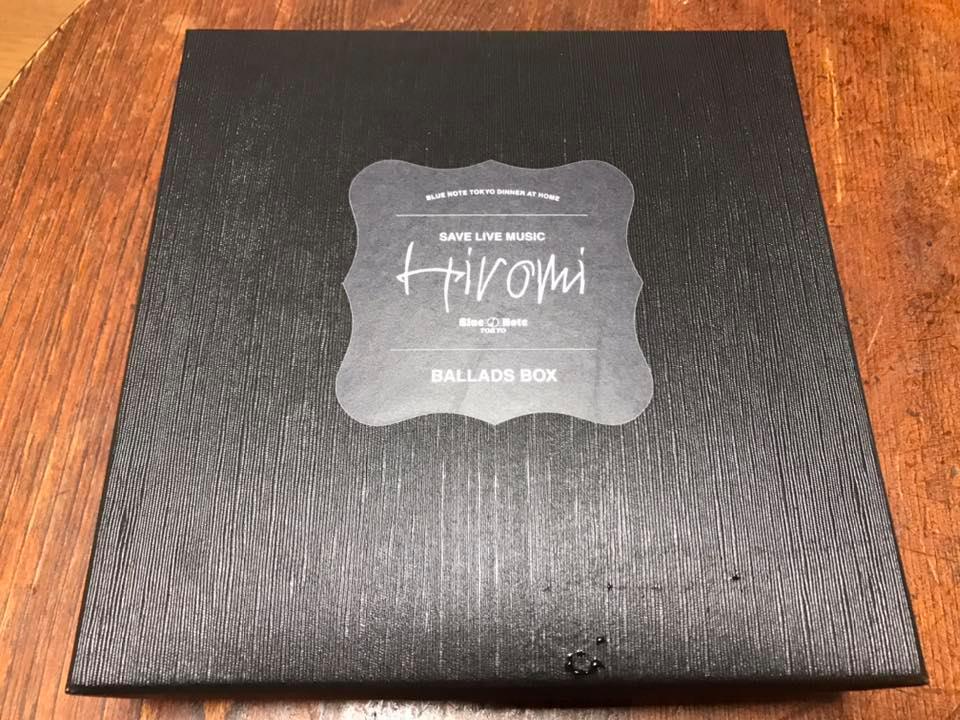 BLUE NOTE TOKYO DINNER AT HOME
SAVE LIVE MUSIC
Hiromi
Blue Note
TOKYO
BALLADS BOX